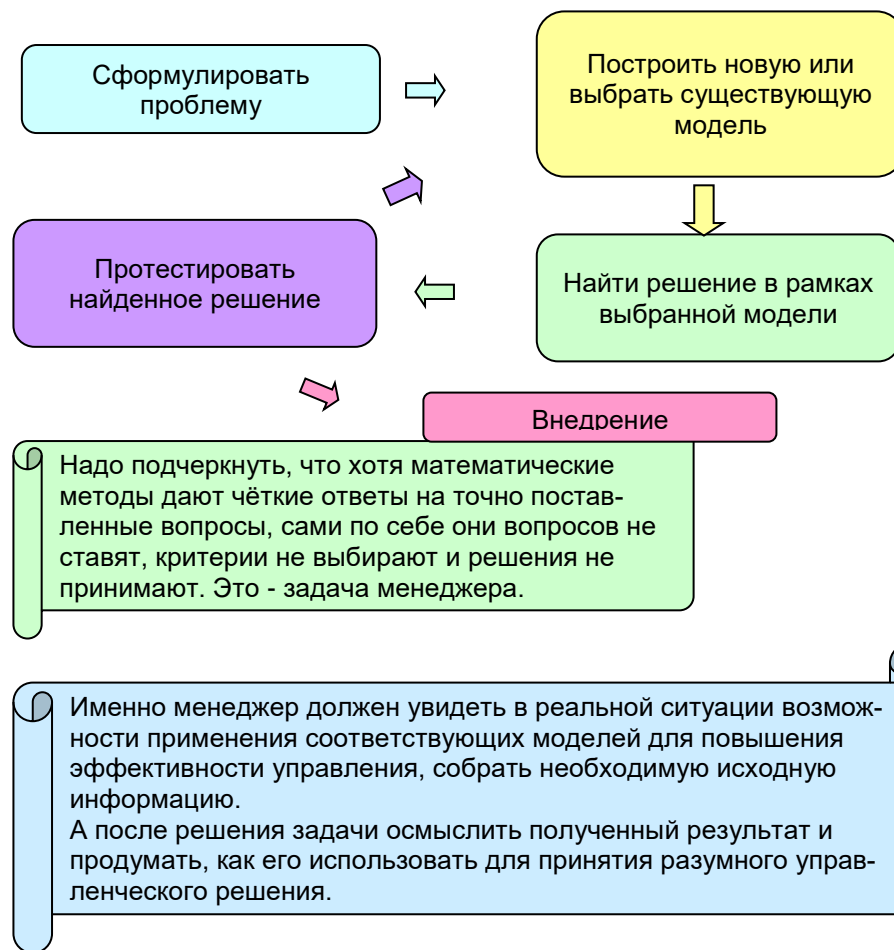 Сформулировать
проблему
Построить новую или
выбрать существующую
модель
Протестировать
найденное решение
Найти решение в рамках
выбранной модели
Внедрение
Надо подчеркнуть, что хотя математические
методы дают чёткие ответы на точно постав-
ленные вопросы, сами по себе они вопросов не
ставят, критерии не выбирают и решения не
принимают. Это - задача менеджера.
Именно менеджер должен увидеть в реальной ситуации возмож-
ности применения соответствующих моделей для повышения
эффективности управления, собрать необходимую исходную
информацию.
А после решения задачи осмыслить полученный результат и
продумать, как его использовать для принятия разумного управ-
ленческого решения.